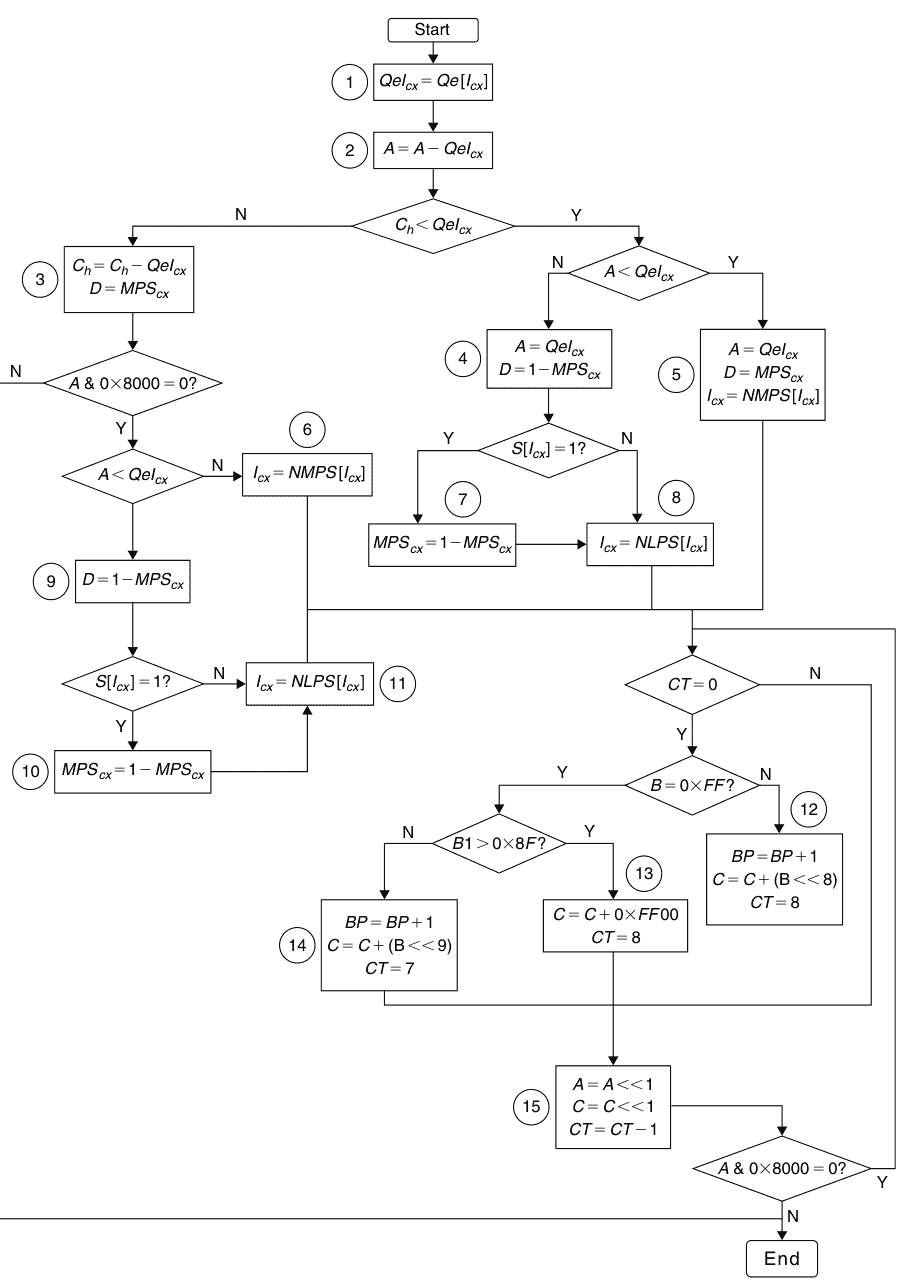 Start
1
QeI_cx = Qe[I_cx]
2
A = A − QeI_cx
C_h < QeI_cx
N
Y
3
C_h = C_h − QeI_cx
D = MPS_cx
A < QeI_cx
N
Y
4
A = QeI_cx
D = 1 − MPS_cx
5
A = QeI_cx
D = MPS_cx
I_cx = NMPS[I_cx]
N
A & 0×8000 = 0?
Y
6
S[I_cx] = 1?
Y
N
A < QeI_cx
N
I_cx = NMPS[I_cx]
7
8
MPS_cx = 1 − MPS_cx
I_cx = NLPS[I_cx]
9
D = 1 − MPS_cx
S[I_cx] = 1?
N
Y
I_cx = NLPS[I_cx]
11
10
MPS_cx = 1 − MPS_cx
CT = 0
N
Y
B = 0×FF?
Y
N
12
BP = BP + 1
C = C + (B << 8)
CT = 8
B1 > 0×8F?
N
Y
13
C = C + 0×FF00
CT = 8
14
BP = BP + 1
C = C + (B << 9)
CT = 7
15
A = A << 1
C = C << 1
CT = CT − 1
A & 0×8000 = 0?
Y
N
End